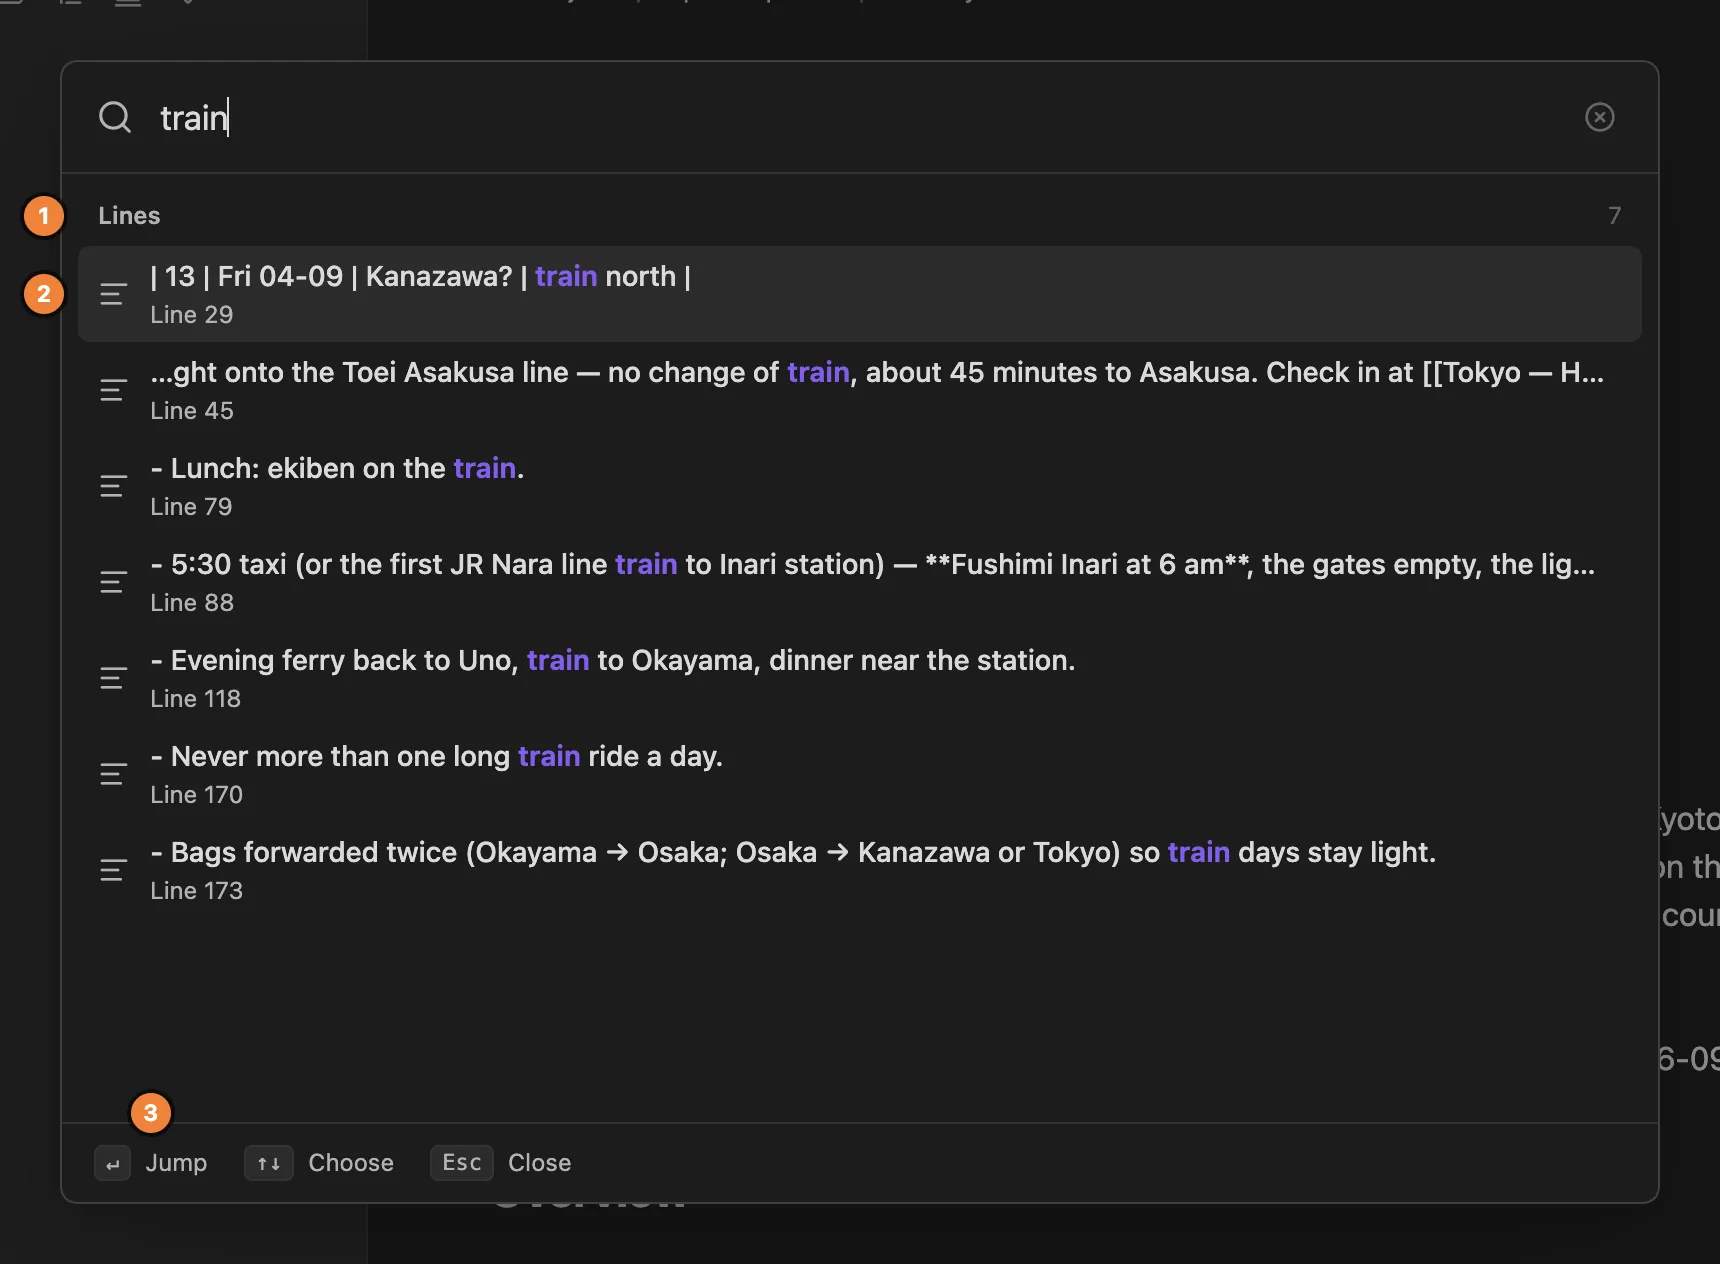 train
1
Lines
7
2
| 13 | Fri 04-09 | Kanazawa? | train north |
Line 29
...ght onto the Toei Asakusa line — no change of train, about 45 minutes to Asakusa. Check in at [[Tokyo — H...
Line 45
- Lunch: ekiben on the train.
Line 79
- 5:30 taxi (or the first JR Nara line train to Inari station) — **Fushimi Inari at 6 am**, the gates empty, the lig...
Line 88
- Evening ferry back to Uno, train to Okayama, dinner near the station.
Line 118
- Never more than one long train ride a day.
Line 170
- Bags forwarded twice (Okayama → Osaka; Osaka → Kanazawa or Tokyo) so train days stay light.
Line 173
on th
cour
6-09
3
↵ Jump ↑↓ Choose Esc Close